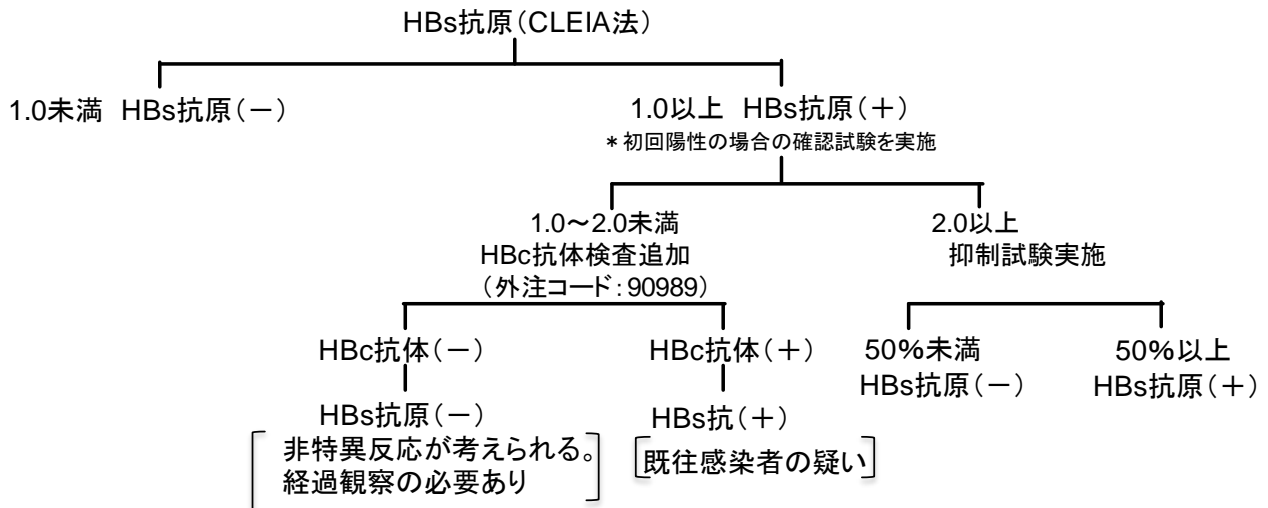 HBs抗原(CLEIA法)
1.0未満 HBs抗原(－)
1.0以上 HBs抗原(＋)
＊初回陽性の場合の確認試験を実施
1.0～2.0未満
HBc抗体検査追加
(外注コード:90989)
2.0以上
抑制試験実施
HBc抗体(－)
HBc抗体(＋)
50%未満
HBs抗原(－)
50%以上
HBs抗原(＋)
HBs抗原(－)
HBs抗(＋)
非特異反応が考えられる。
経過観察の必要あり
既往感染者の疑い